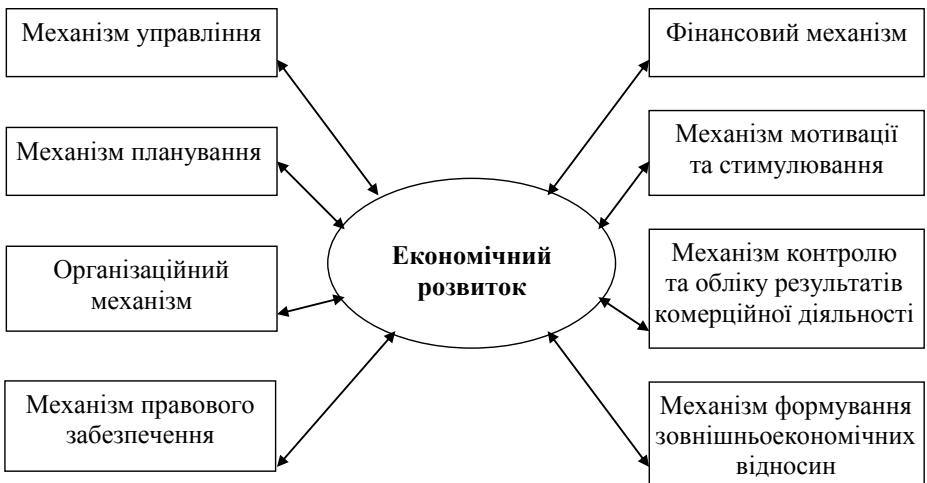 Механізм управління
Фінансовий механізм
Механізм планування
Механізм мотивації
та стимулювання
Економічний
розвиток
Організаційний
механізм
Механізм контролю
та обліку результатів
комерційної діяльності
Механізм правового
забезпечення
Механізм формування
зовнішньоекономічних
відносин